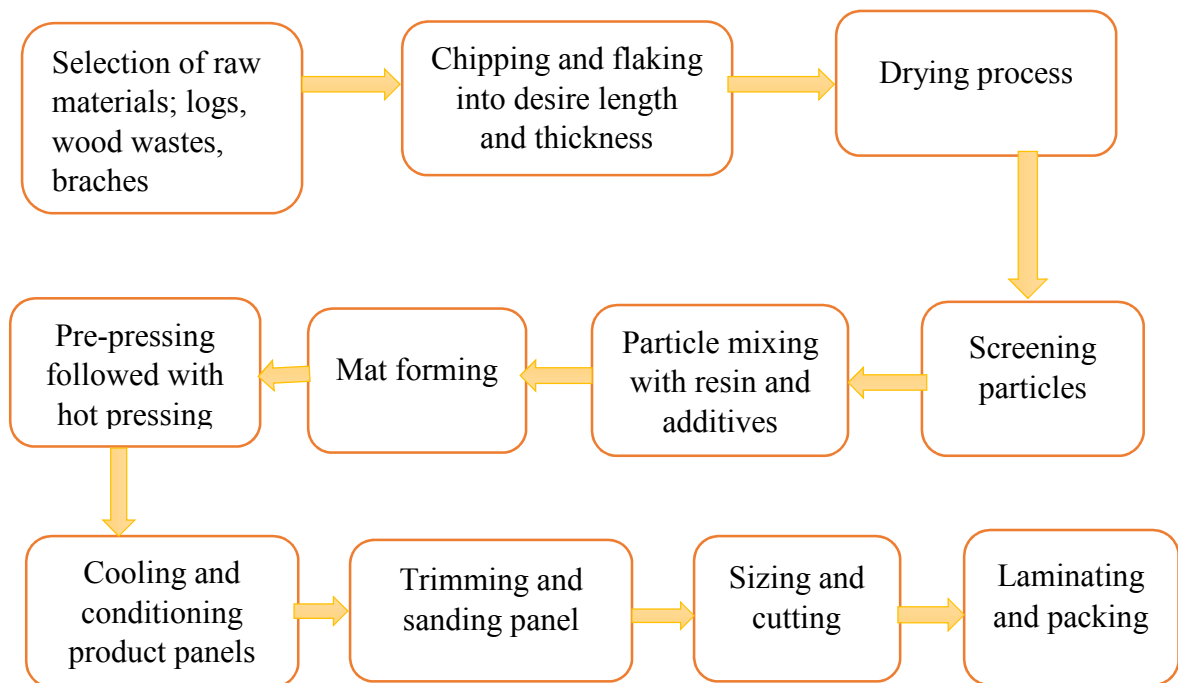 Selection of raw
materials; logs,
wood wastes,
braches
Chipping and flaking
into desire length
and thickness
Drying process
Screening
particles
Particle mixing
with resin and
additives
Mat forming
Pre-pressing
followed with
hot pressing
Cooling and
conditioning
product panels
Trimming and
sanding panel
Sizing and
cutting
Laminating
and packing